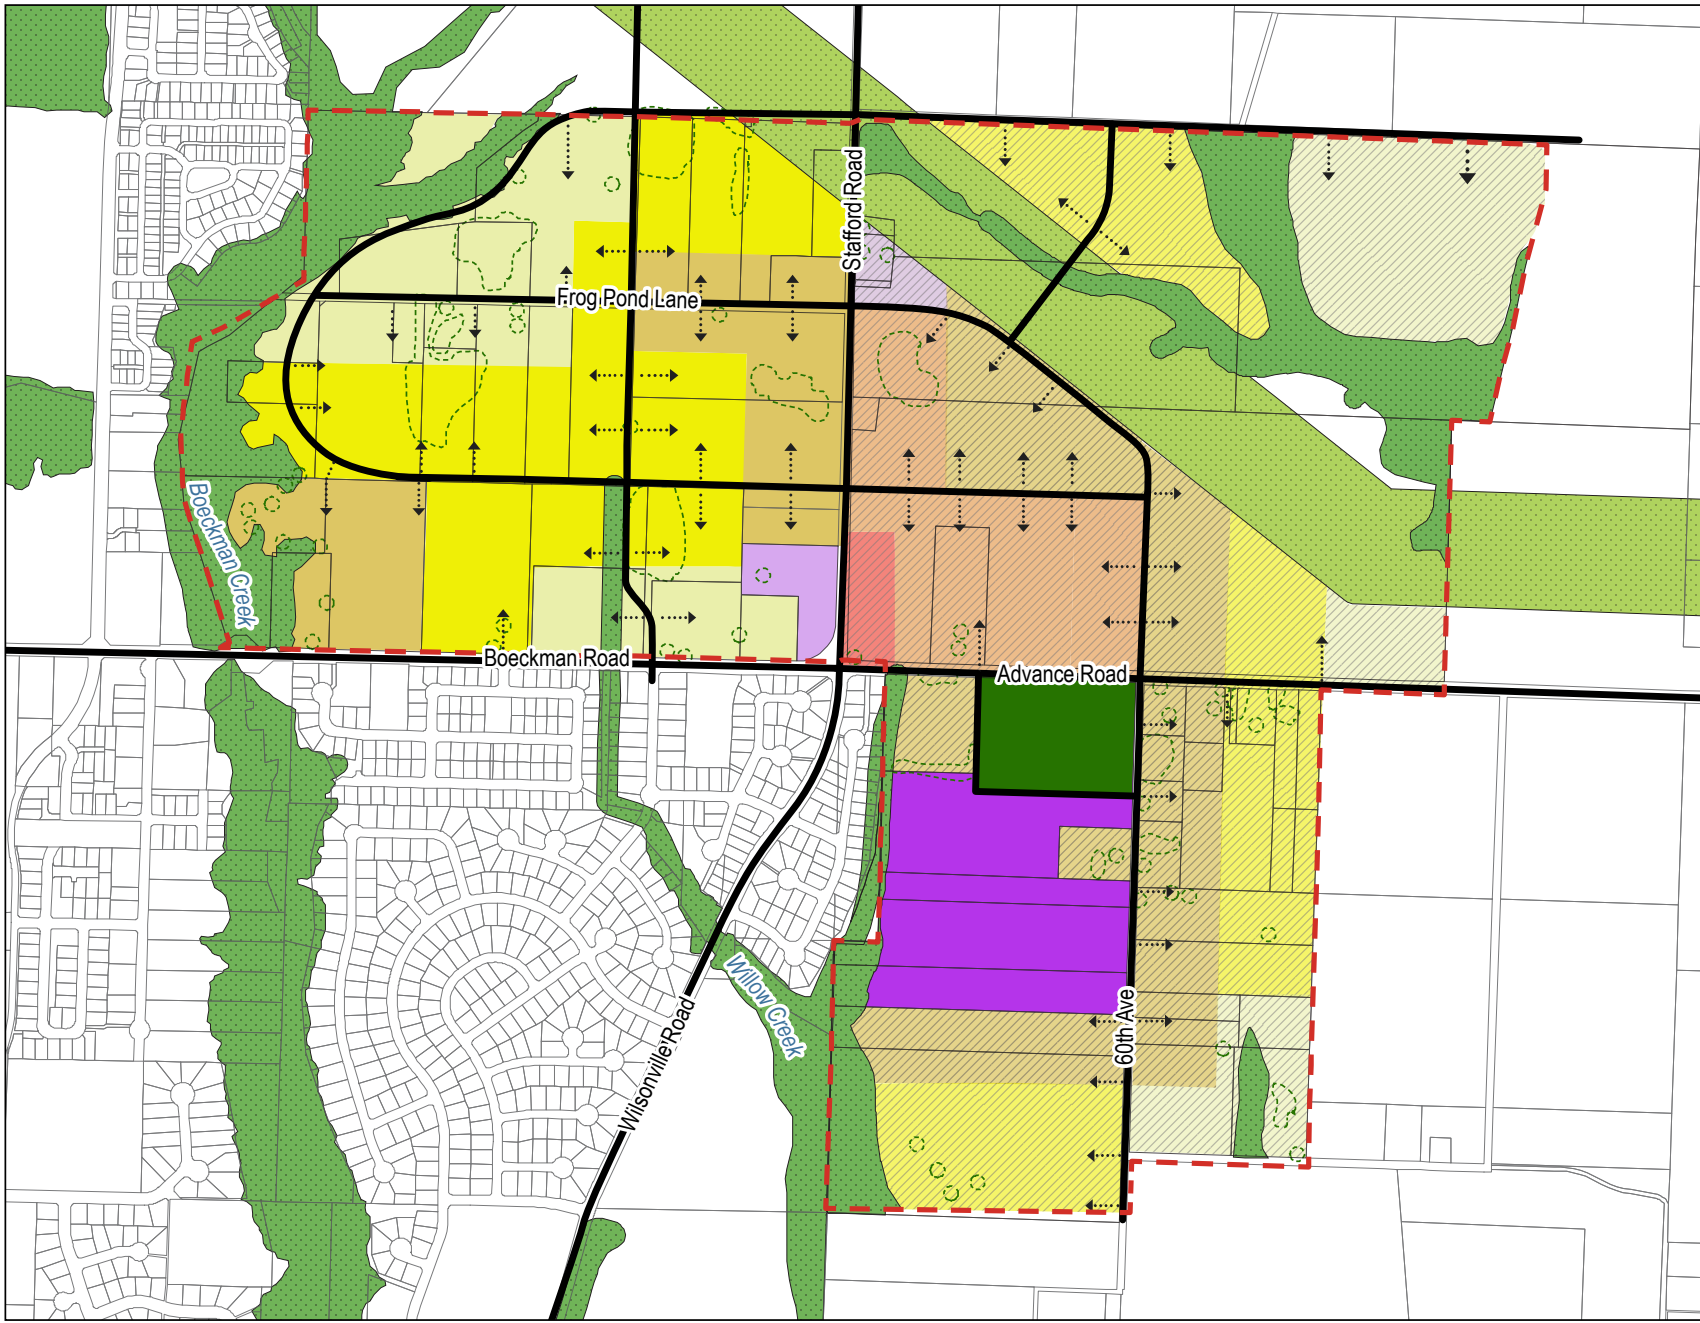 Stafford Road
Frog Pond Lane
Boeckman Creek
Boeckman Road
Advance Road
Willow Creek
Wilsonville Road
60th Ave